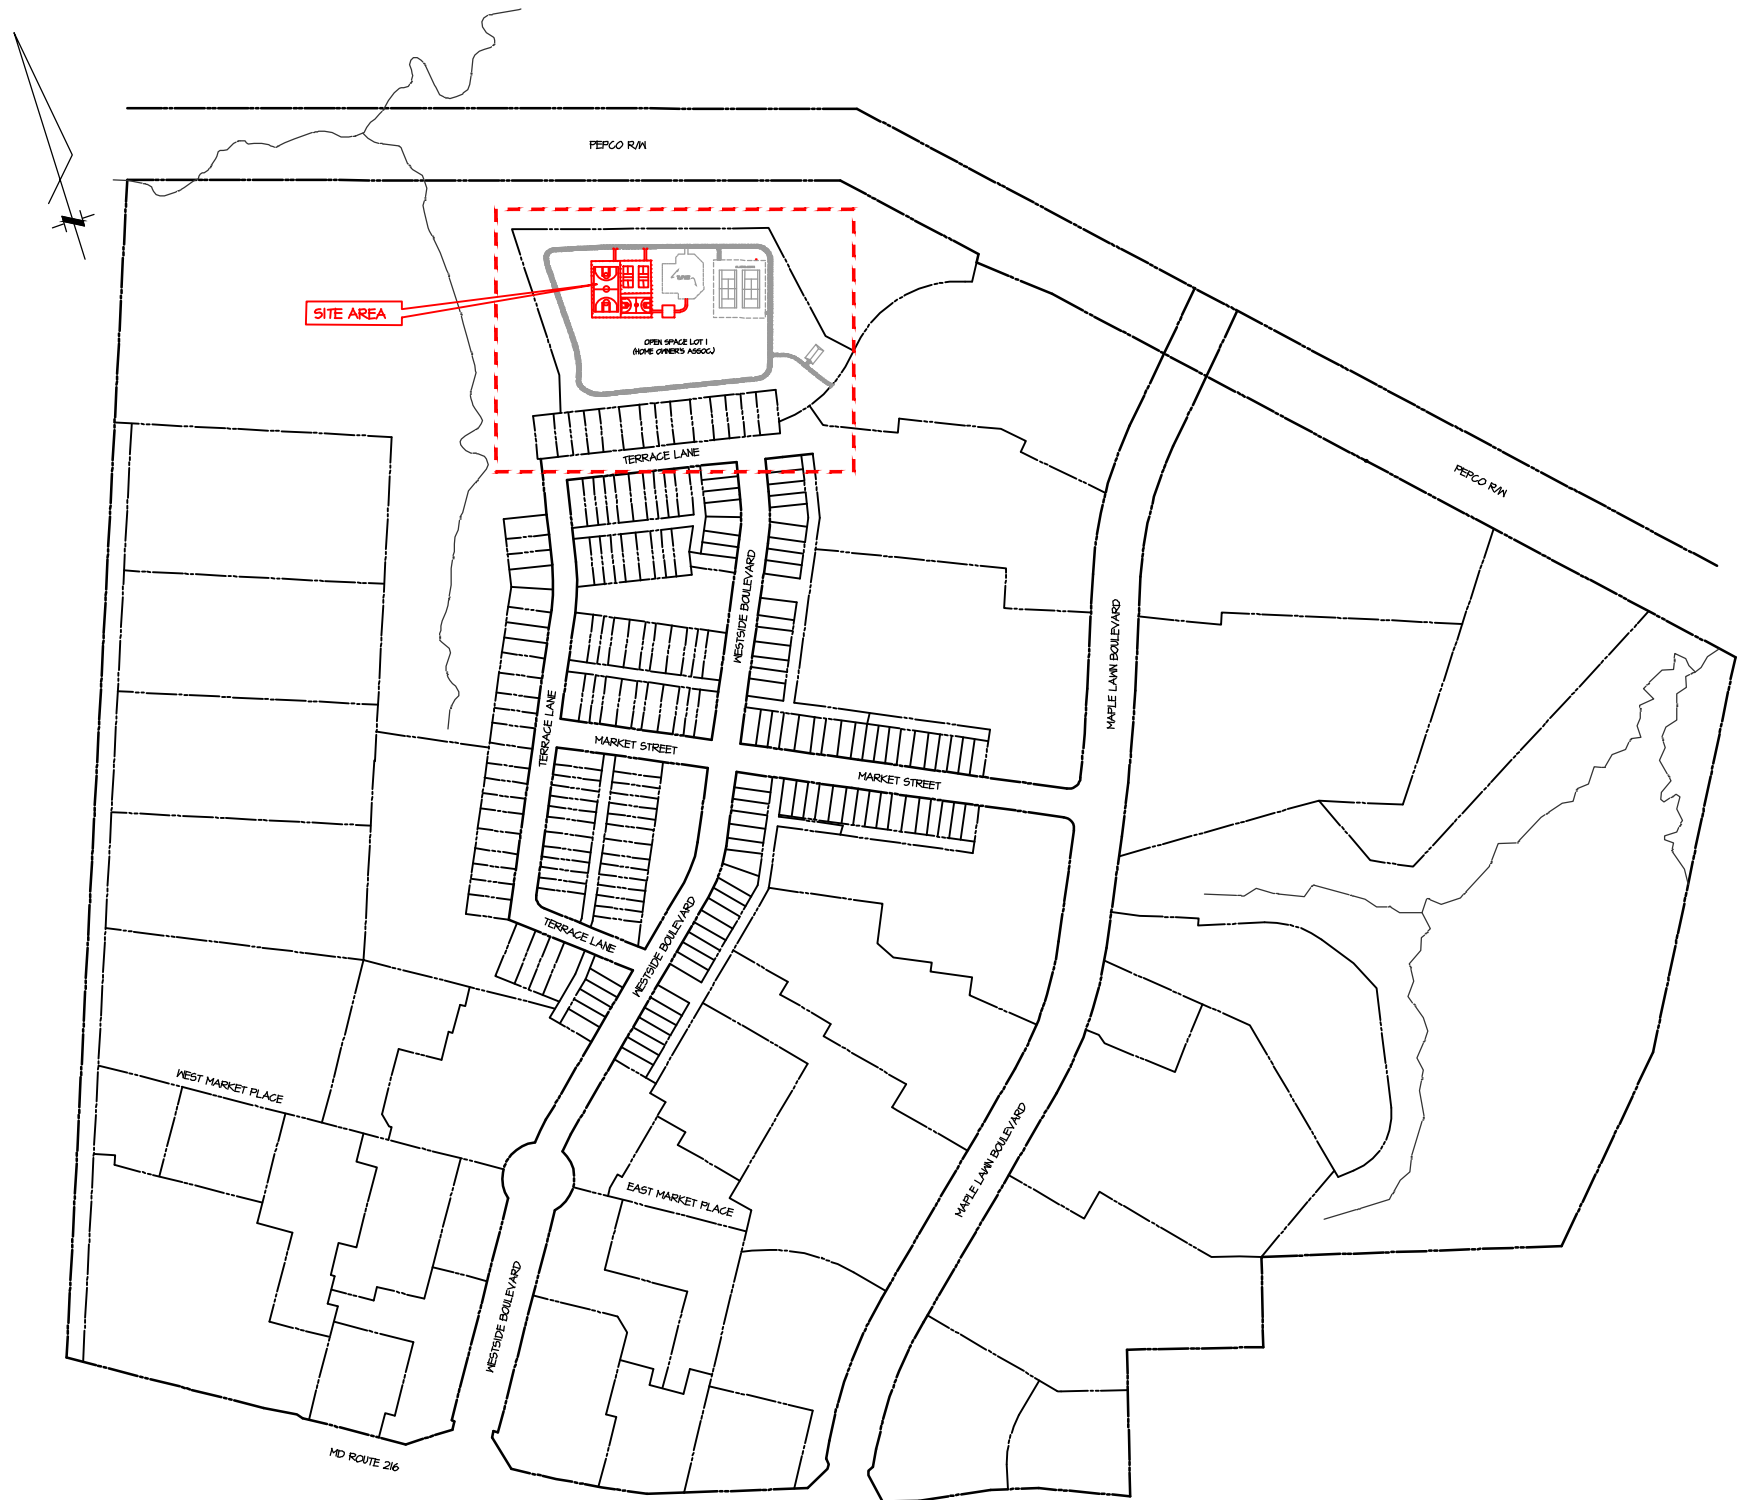 PEPCO R/W
SITE AREA
OPEN SPACE LOT 1
(HOME OWNER'S ASSOC.)
TERRACE LANE
PEPCO R/W
WESTSIDE BOULEVARD
MAPLE LAWN BOULEVARD
TERRACE LANE
MARKET STREET
MARKET STREET
TERRACE LANE
WESTSIDE BOULEVARD
WEST MARKET PLACE
MAPLE LAWN BOULEVARD
EAST MARKET PLACE
WESTSIDE BOULEVARD
MD ROUTE 216